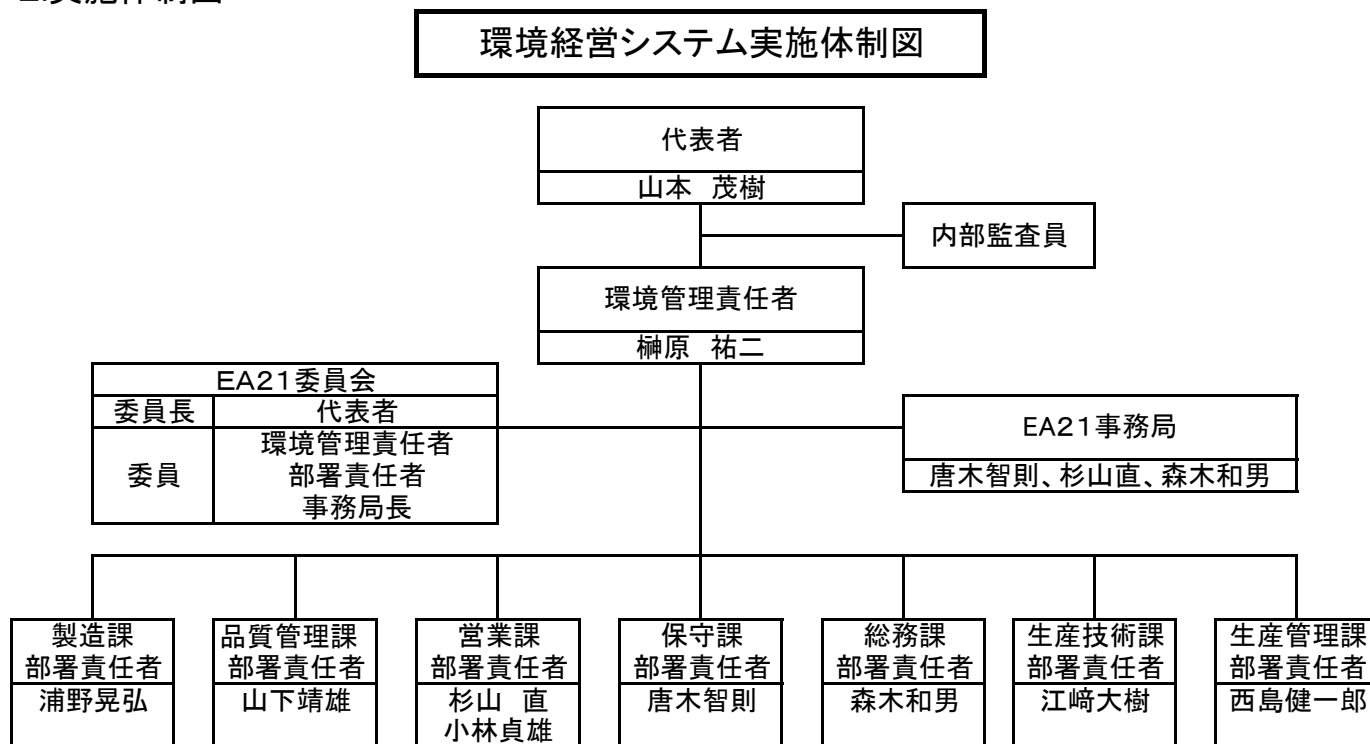 2.実施体制図
環境経営システム実施体制図
代表者
山本 茂樹
内部監査員
環境管理責任者
榊原 祐二
EA21委員会
委員長 代表者
委員
環境管理責任者
部署責任者
事務局長
EA21事務局
唐木智則、杉山直、森木和男
製造課
部署責任者
浦野晃弘
品質管理課
部署責任者
山下靖雄
営業課
部署責任者
杉山 直
小林貞雄
保守課
部署責任者
唐木智則
総務課
部署責任者
森木和男
生産技術課
部署責任者
江﨑大樹
生産管理課
部署責任者
西島健一郎